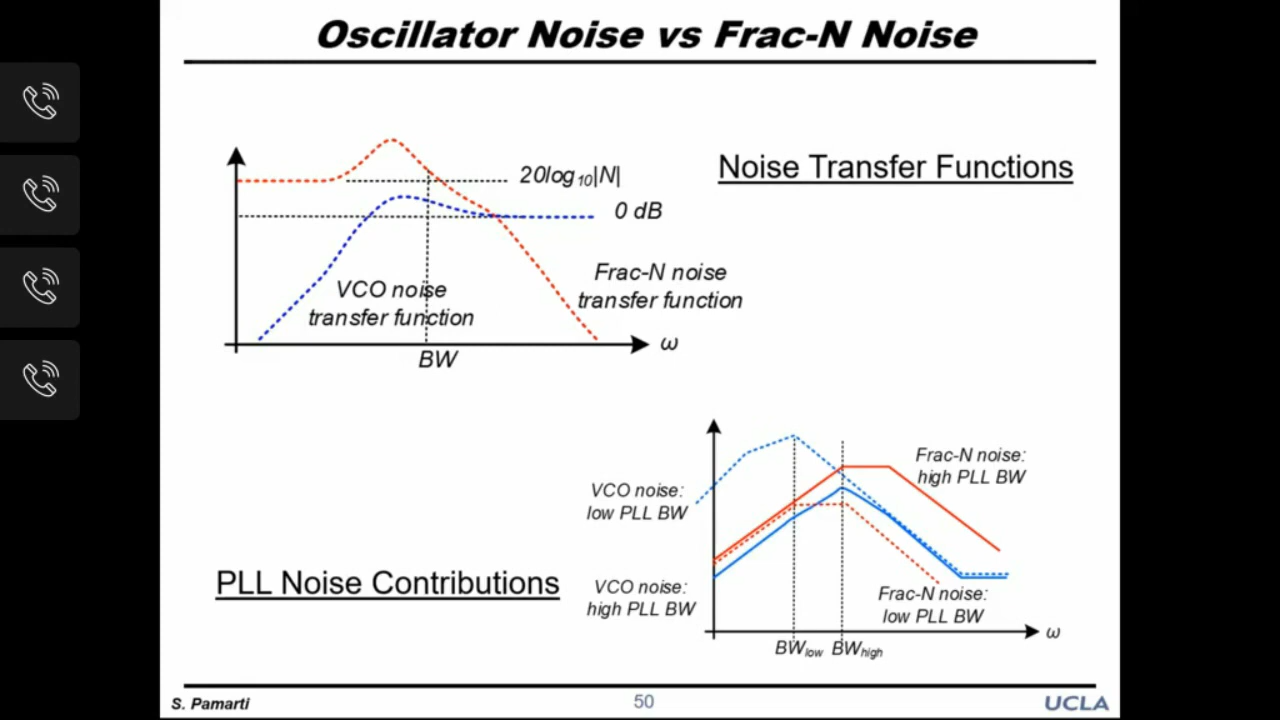 Oscillator Noise vs Frac-N Noise
Noise Transfer Functions
20log10|N|
0 dB
VCO noise
transfer function
Frac-N noise
transfer function
BW
ω
PLL Noise Contributions
VCO noise:
low PLL BW
VCO noise:
high PLL BW
Frac-N noise:
high PLL BW
Frac-N noise:
low PLL BW
BWlow BWhigh
ω
S. Pamarti
50
UCLA